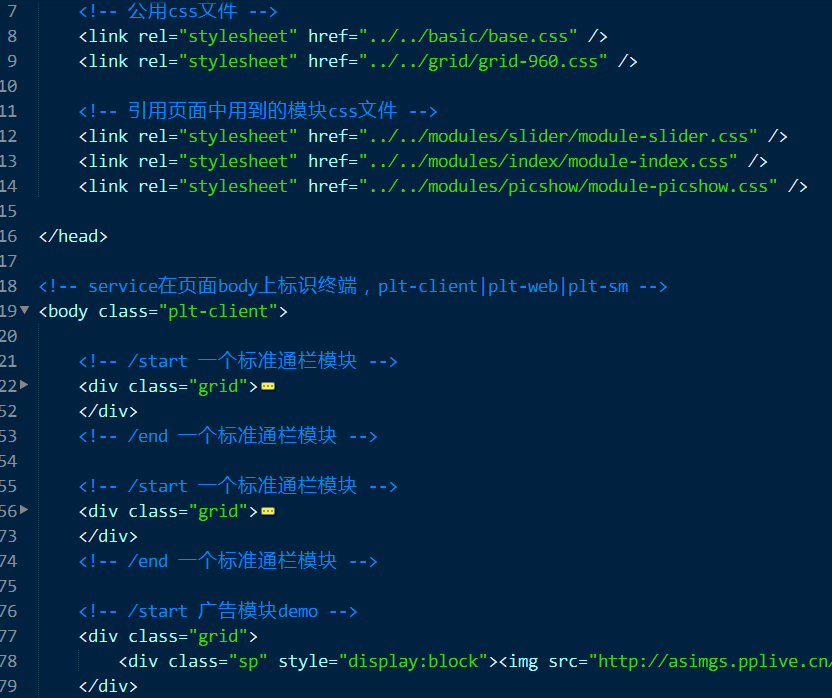 7 <!-- 公用css文件 -->
8 <link rel="stylesheet" href="../../basic/base.css" />
9 <link rel="stylesheet" href="../../grid/grid-960.css" />
10
11 <!-- 引用页面中用到的模块css文件 -->
12 <link rel="stylesheet" href="../../modules/slider/module-slider.css" />
13 <link rel="stylesheet" href="../../modules/index/module-index.css" />
14 <link rel="stylesheet" href="../../modules/picshow/module-picshow.css" />
15
16 </head>
17
18 <!-- service在页面body上标识终端，plt-client|plt-web|plt-sm -->
19 <body class="plt-client">
20
21 <!-- /start 一个标准通栏模块 -->
22 <div class="grid">
52 </div>
53 <!-- /end 一个标准通栏模块 -->
54
55 <!-- /start 一个标准通栏模块 -->
56 <div class="grid">
73 </div>
74 <!-- /end 一个标准通栏模块 -->
75
76 <!-- /start 广告模块demo -->
77 <div class="grid">
78 <div class="sp" style="display:block"><img src="http://asimgs.pplive.cn/
79 </div>